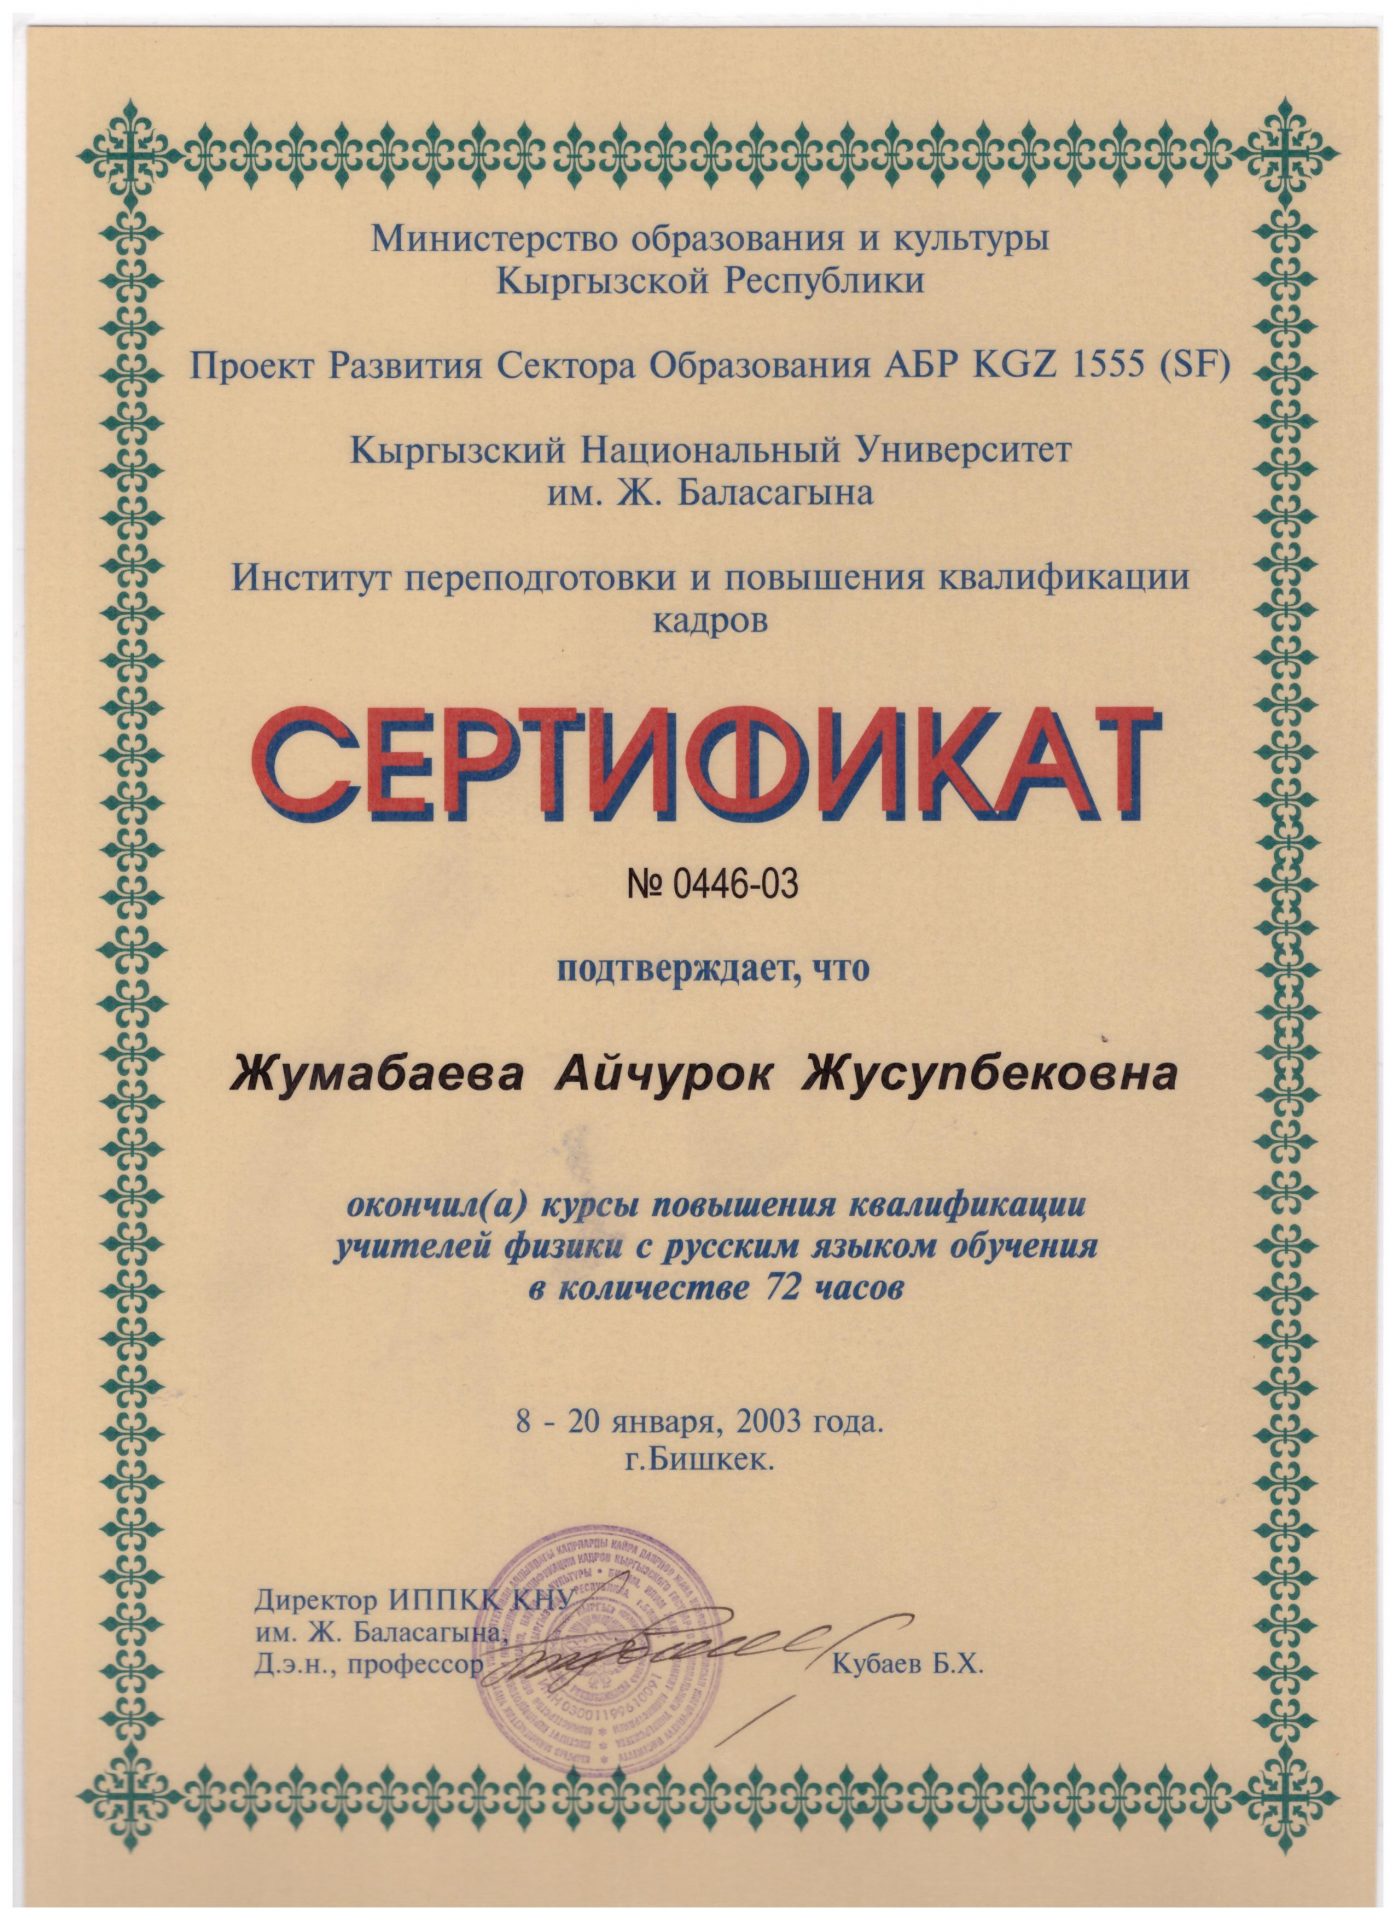 Министерство образования и культуры
Кыргызской Республики
Проект Развития Сектора Образования АБР KGZ 1555 (SF)
Кыргызский Национальный Университет
им. Ж. Баласагына
Институт переподготовки и повышения квалификации
кадров
СЕРТИФИКАТ
№ 0446-03
подтверждает, что
Жумабаева Айчурок Жусупбековна
окончил(а) курсы повышения квалификации
учителей физики с русским языком обучения
в количестве 72 часов
8 - 20 января, 2003 года.
г.Бишкек.
Директор ИППКК КНУ
им. Ж. Баласагына,
Д.э.н., профессор
Кубаев Б.Х.